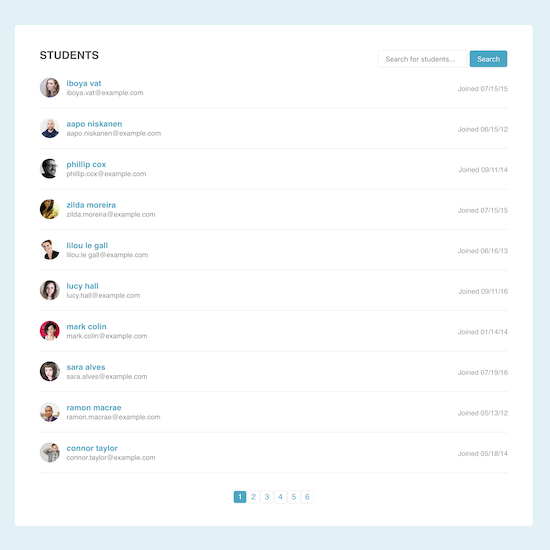 STUDENTS
Search for students...
Search
iboya vat
iboya.vat@example.com
Joined 07/15/15
aapo niskanen
aapo.niskanen@example.com
Joined 06/15/12
phillip cox
phillip.cox@example.com
Joined 09/11/14
zilda moreira
zilda.moreira@example.com
Joined 07/15/15
lilou le gall
lilou.le gall@example.com
Joined 06/16/13
lucy hall
lucy.hall@example.com
Joined 09/11/16
mark colin
mark.colin@example.com
Joined 01/14/14
sara alves
sara.alves@example.com
Joined 07/19/16
ramon macrae
ramon.macrae@example.com
Joined 05/13/12
connor taylor
connor.taylor@example.com
Joined 05/18/14
1 2 3 4 5 6